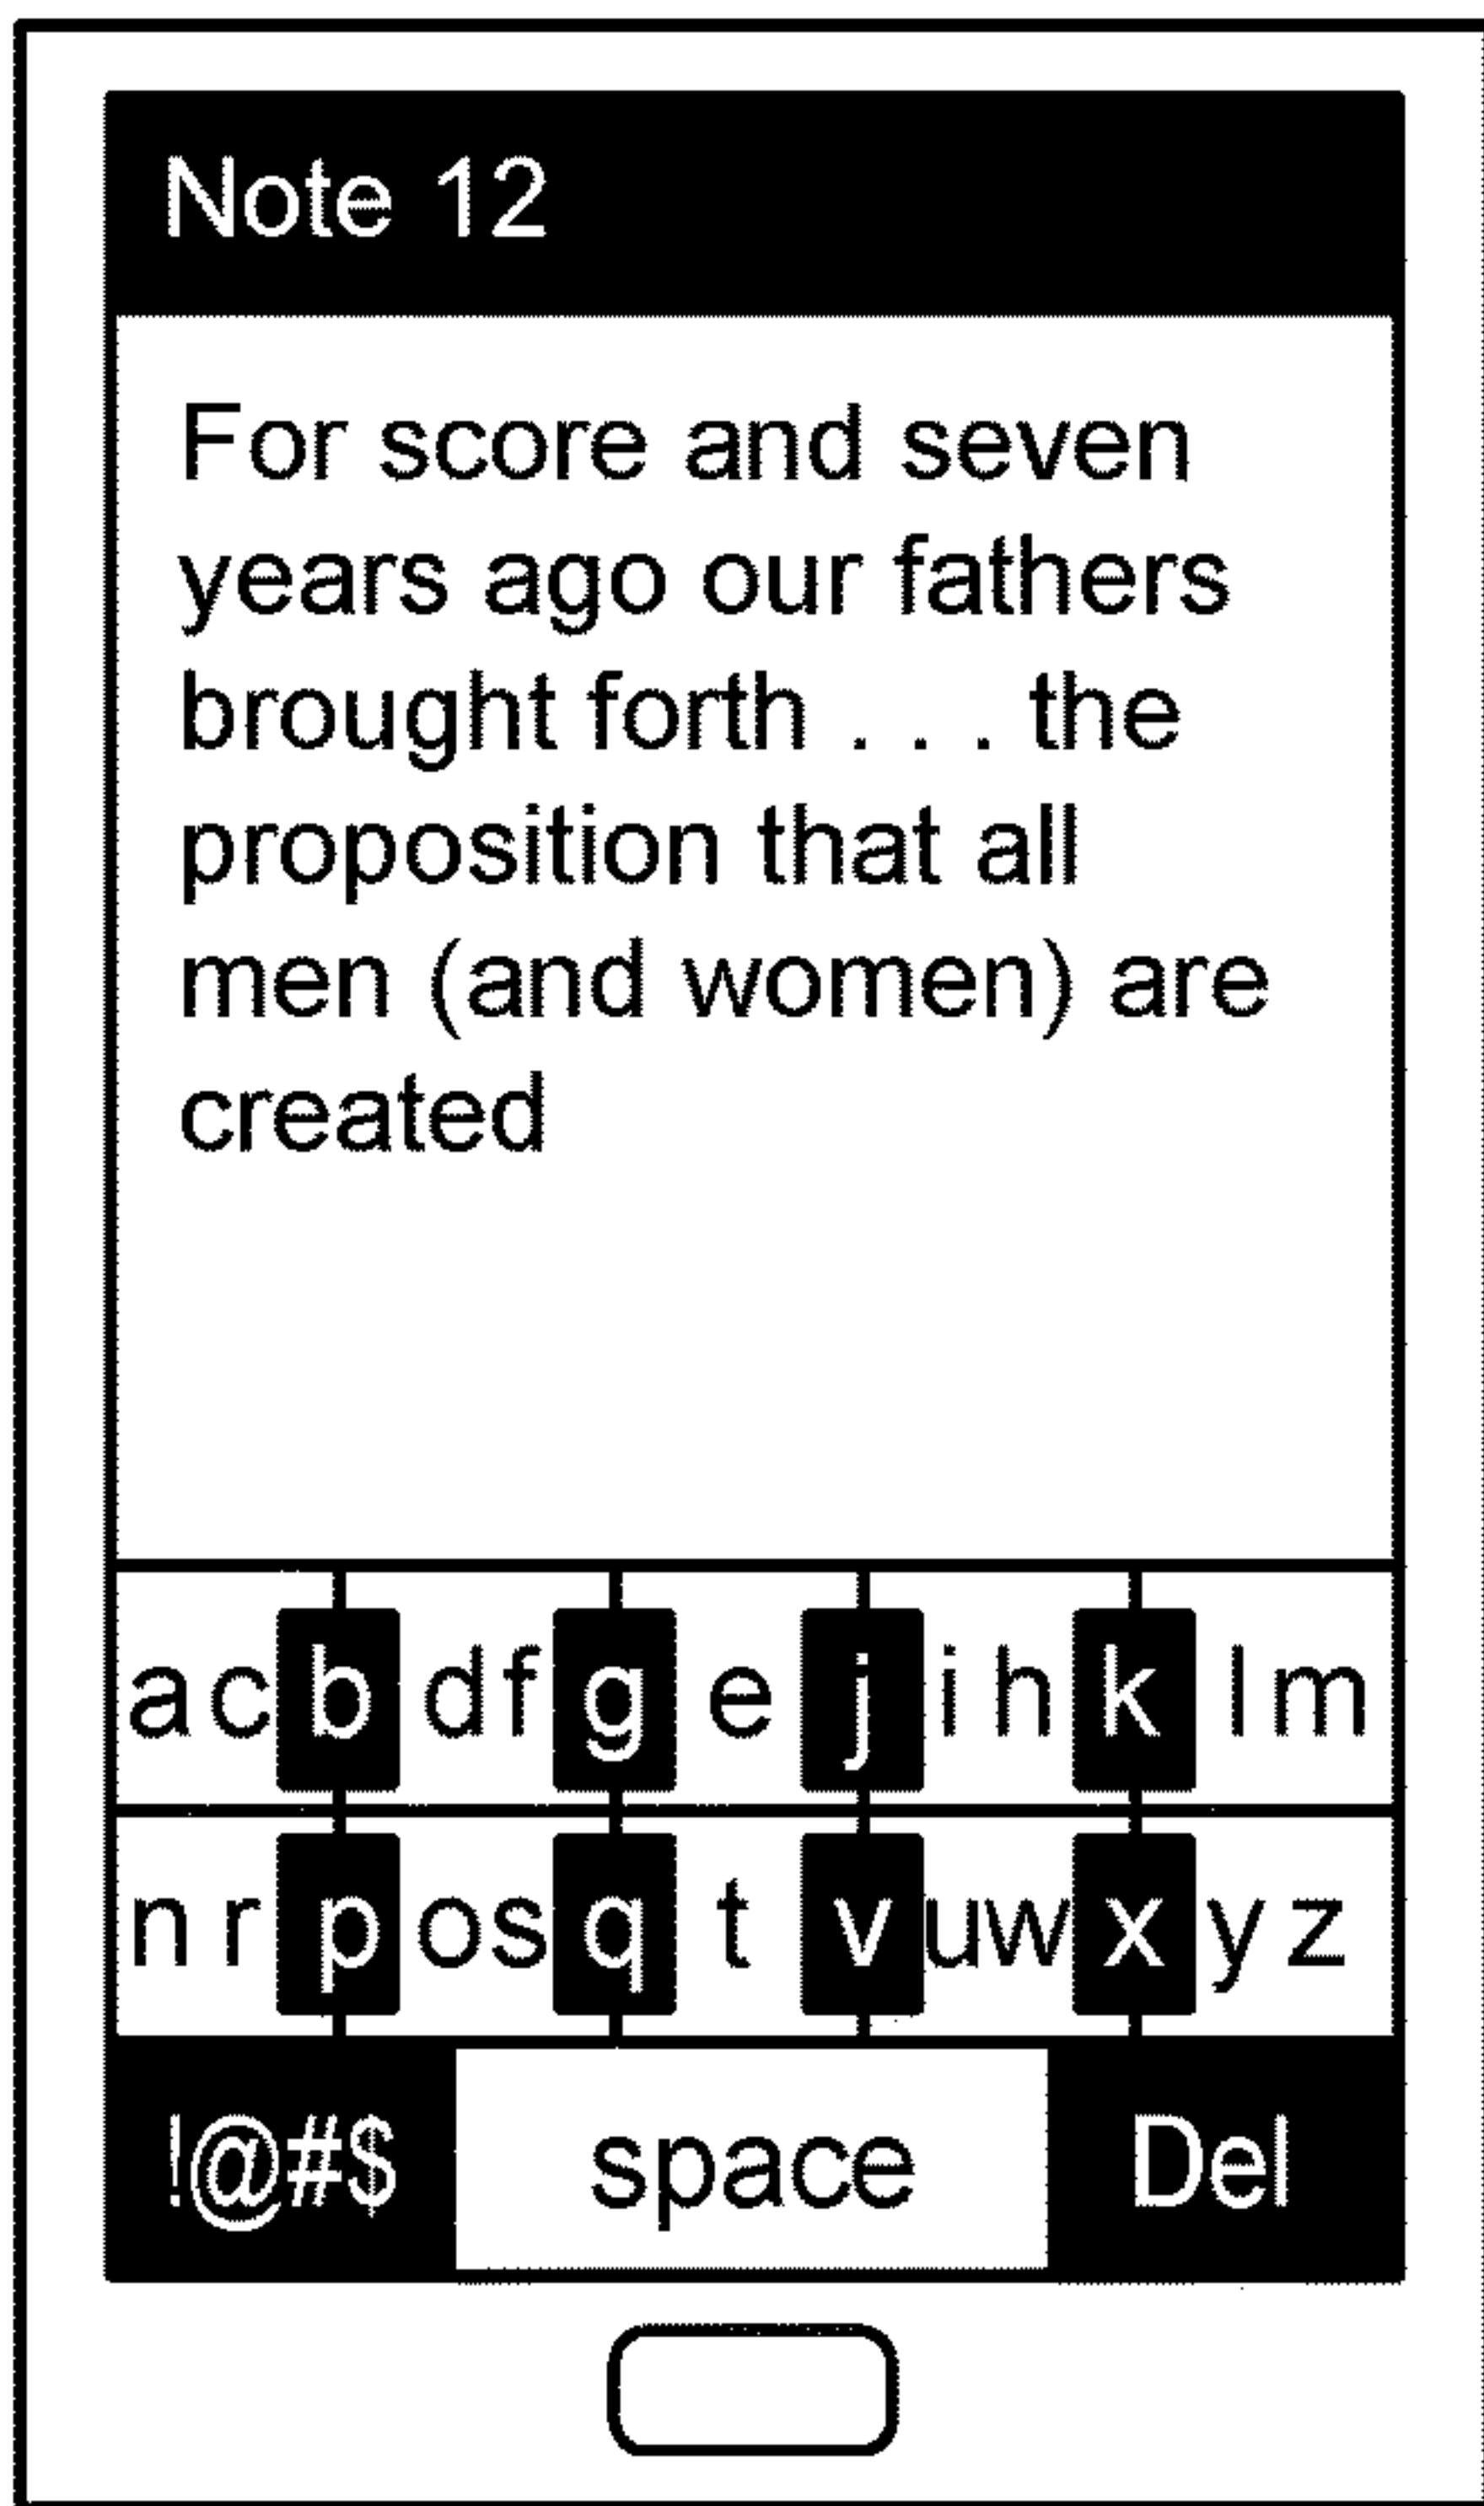 Note 12
For score and seven
years ago our fathers
brought forth . . . the
proposition that all
men (and women) are
created
a c b d f g e j i h k l m
n r p o s q t v u w x y z
!@#$ space Del